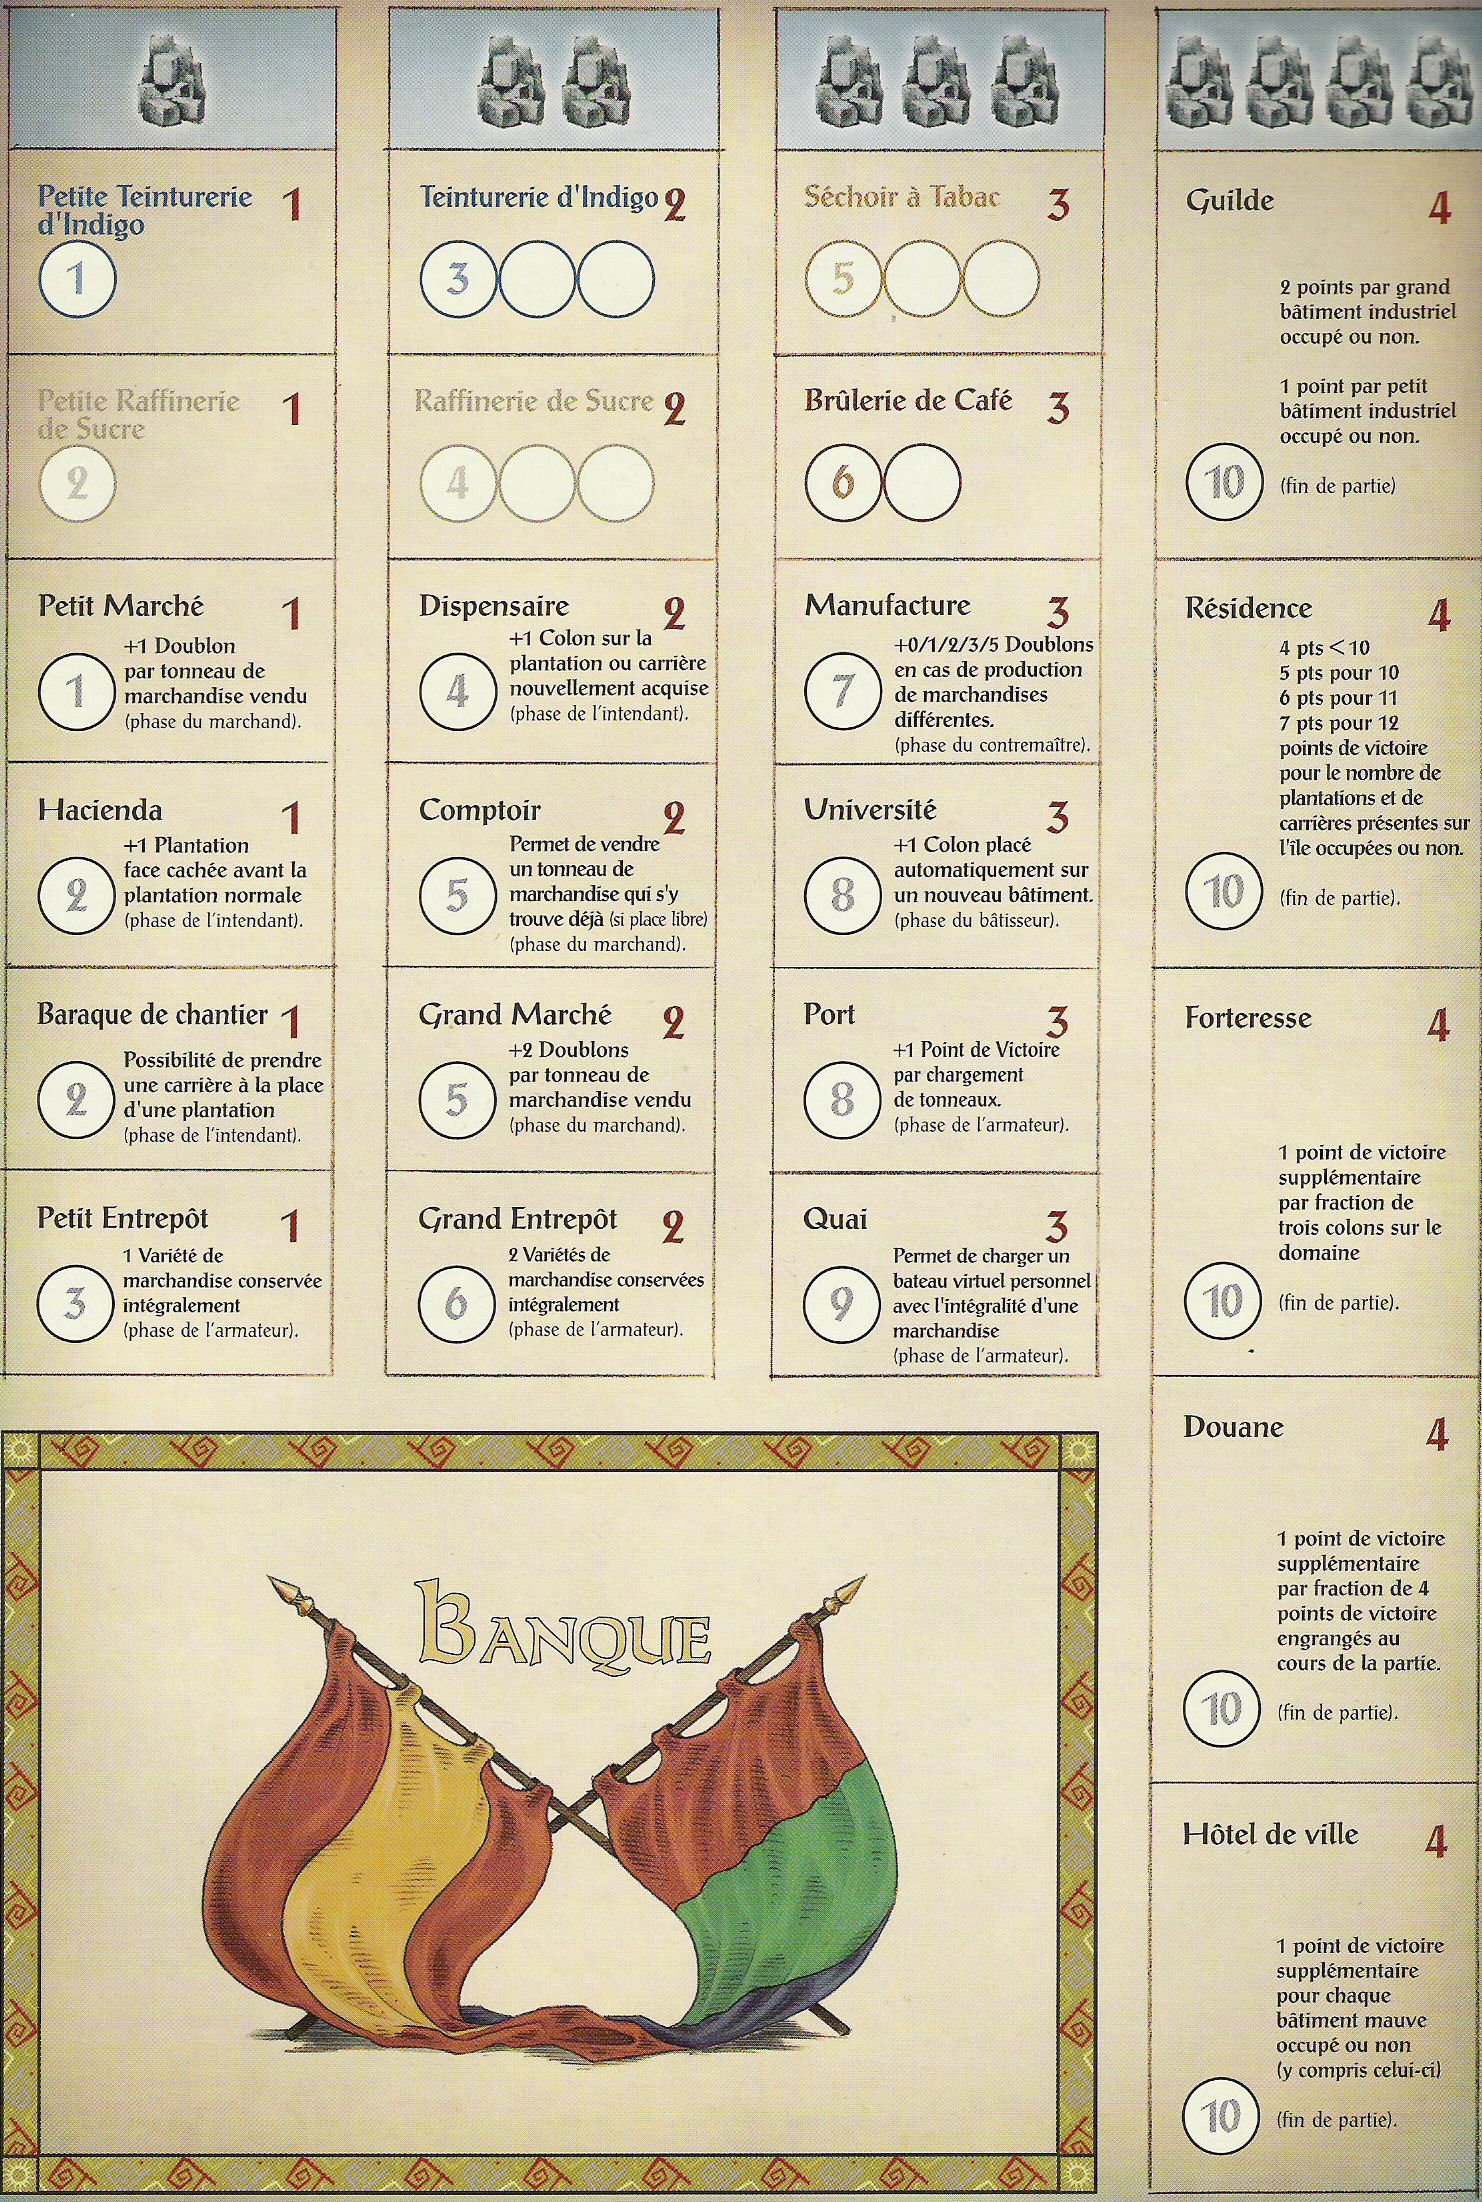 Petite Teinturerie 1
d'Indigo
1
Petite Raffinerie 1
de Sucre
2
Petit Marché 1
+1 Doublon
par tonneau de
marchandise vendu
(phase du marchand).
1
Hacienda 1
+1 Plantation
face cachée avant la
plantation normale
(phase de l'intendant).
2
Baraque de chantier 1
Possibilité de prendre
une carrière à la place
d'une plantation
(phase de l'intendant).
2
Petit Entrepôt 1
1 Variété de
marchandise conservée
intégralement
(phase de l'armateur).
3
Teinturerie d'Indigo 2
3
Raffinerie de Sucre 2
4
Dispensaire 2
+1 Colon sur la
plantation ou carrière
nouvellement acquise
(phase de l'intendant).
4
Comptoir 2
Permet de vendre
un tonneau de
marchandise qui s'y
trouve déjà (si place libre)
(phase du marchand).
5
Grand Marché 2
+2 Doublons
par tonneau de
marchandise vendu
(phase du marchand).
5
Grand Entrepôt 2
2 Variétés de
marchandise conservées
intégralement
(phase de l'armateur).
6
Séchoir à Tabac 3
5
Brûlerie de Café 3
6
Manufacture 3
+0/1/2/3/5 Doublons
en cas de production
de marchandises
différentes.
(phase du contremaître).
7
Université 3
+1 Colon placé
automatiquement sur
un nouveau bâtiment.
(phase du bâtisseur).
8
Port 3
+1 Point de Victoire
par chargement
de tonneaux.
(phase de l'armateur).
8
Quai 3
Permet de charger un
bateau virtuel personnel
avec l'intégralité d'une
marchandise
(phase de l'armateur).
9
Guilde 4
2 points par grand
bâtiment industriel
occupé ou non.
1 point par petit
bâtiment industriel
occupé ou non.
10 (fin de partie)
Résidence 4
4 pts < 10
5 pts pour 10
6 pts pour 11
7 pts pour 12
points de victoire
pour le nombre de
plantations et de
carrières présentes sur
l'île occupées ou non.
10 (fin de partie).
Forteresse 4
1 point de victoire
supplémentaire
par fraction de
trois colons sur le
domaine
10 (fin de partie).
Douane 4
1 point de victoire
supplémentaire
par fraction de 4
points de victoire
engrangés au
cours de la partie.
10 (fin de partie).
Hôtel de ville 4
1 point de victoire
supplémentaire
pour chaque
bâtiment mauve
occupé ou non
(y compris celui-ci)
10 (fin de partie).
BANQUE